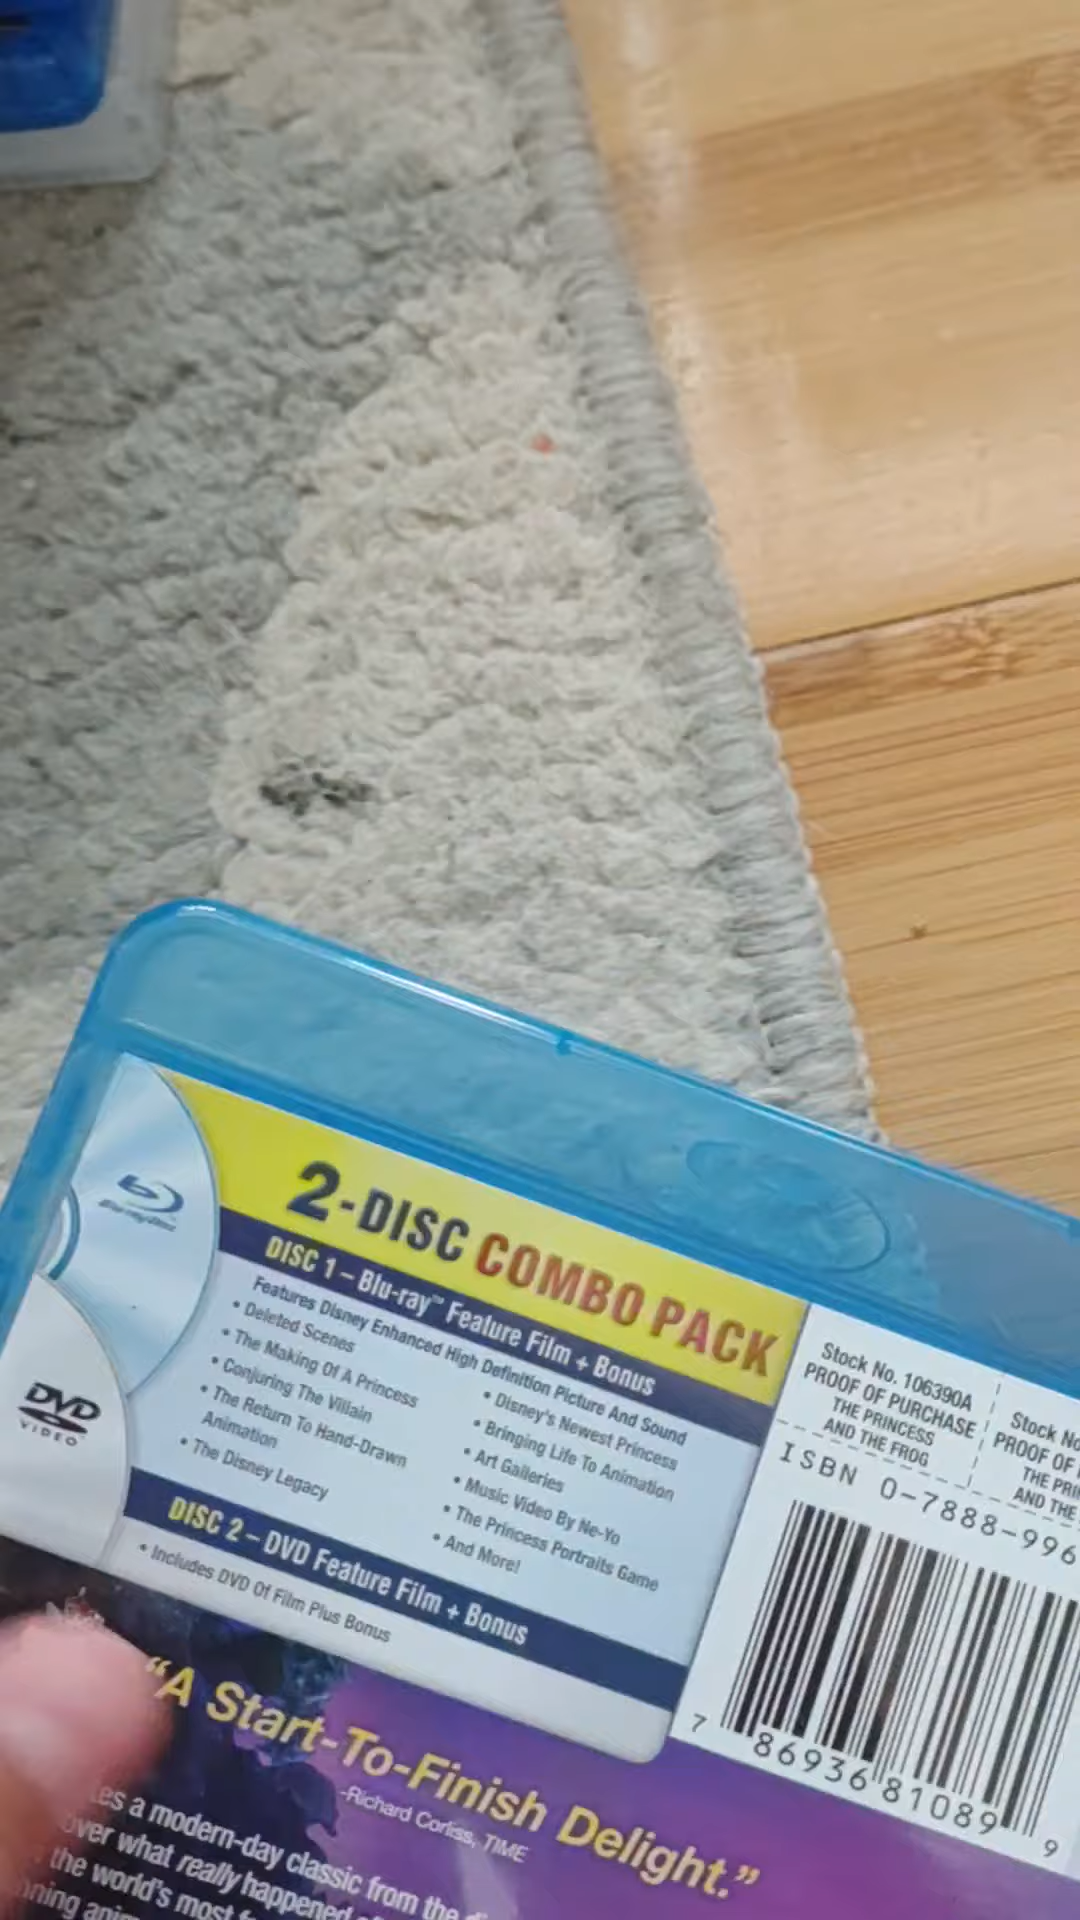 2-DISC COMBO PACK
DISC 1 – Blu-ray™ Feature Film + Bonus
Features Disney Enhanced High Definition Picture And Sound
• Deleted Scenes
• The Making Of A Princess
• Conjuring The Villain
• The Return To Hand-Drawn
Animation
• The Disney Legacy
• Disney's Newest Princess
• Bringing Life To Animation
• Art Galleries
• Music Video By Ne-Yo
• The Princess Portraits Game
• And More!
DISC 2 – DVD Feature Film + Bonus
• Includes DVD Of Film Plus Bonus
Blu-ray Disc
DVD
VIDEO
Stock No. 106390A
PROOF OF PURCHASE
THE PRINCESS
AND THE FROG
Stock No
PROOF OF
THE PRI
AND THE
ISBN 0-7888-996
7 86936 81089 9
“A Start-To-Finish Delight.”
-Richard Corliss, TIME
a modern-day classic from the
over what really happened
the world's most